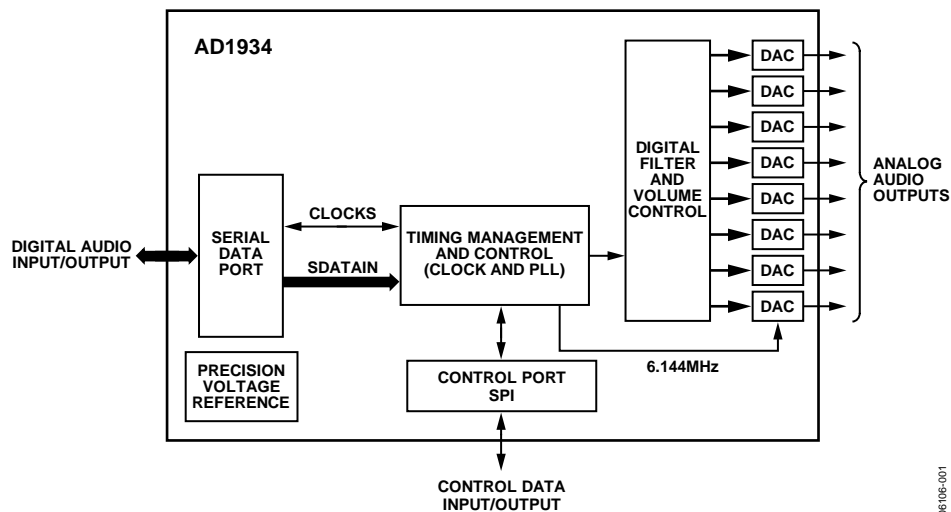 AD1934
DIGITAL AUDIO
INPUT/OUTPUT
SERIAL
DATA
PORT
CLOCKS
SDATAIN
TIMING MANAGEMENT
AND CONTROL
(CLOCK AND PLL)
DIGITAL
FILTER
AND
VOLUME
CONTROL
DAC
DAC
DAC
DAC
DAC
DAC
DAC
DAC
ANALOG
AUDIO
OUTPUTS
6.144MHz
PRECISION
VOLTAGE
REFERENCE
CONTROL PORT
SPI
CONTROL DATA
INPUT/OUTPUT
06106-001